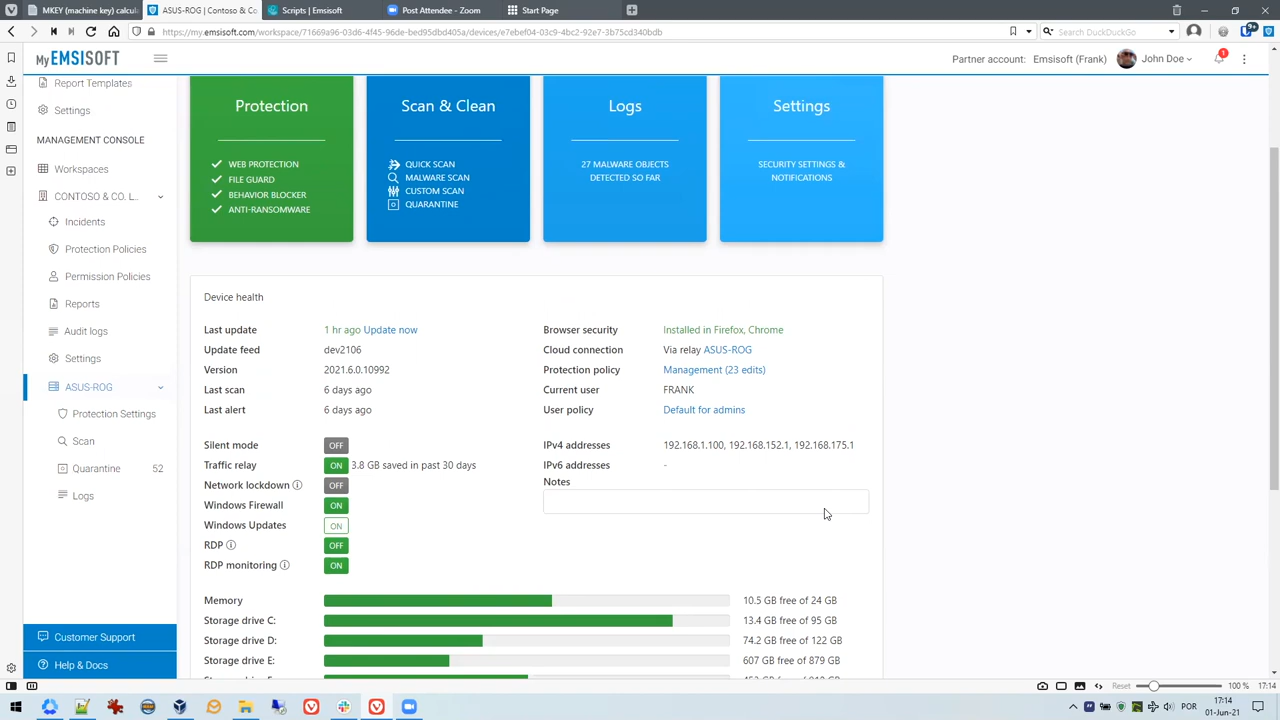 MKEY (machine key) calcula
ASUS-ROG | Contoso & Co
Scripts | Emsisoft
Post Attendee - Zoom
Start Page
https://my.emsisoft.com/workspace/71669a96-03d6-4f45-96de-bed95dbd405a/devices/e7ebef04-03c9-4bc2-92e7-3b75cd340bdb
Search DuckDuckGo
9+
My EMSISOFT
Partner account: Emsisoft (Frank)
John Doe
1
Report Templates
Settings
MANAGEMENT CONSOLE
Workspaces
CONTOSO & CO. L...
Incidents
Protection Policies
Permission Policies
Reports
Audit logs
Settings
ASUS-ROG
Protection Settings
Scan
Quarantine 52
Logs
Customer Support
Help & Docs
Protection
WEB PROTECTION
FILE GUARD
BEHAVIOR BLOCKER
ANTI-RANSOMWARE
Scan & Clean
QUICK SCAN
MALWARE SCAN
CUSTOM SCAN
QUARANTINE
Logs
27 MALWARE OBJECTS
DETECTED SO FAR
Settings
SECURITY SETTINGS &
NOTIFICATIONS
Device health
Last update 1 hr ago Update now
Update feed dev2106
Version 2021.6.0.10992
Last scan 6 days ago
Last alert 6 days ago
Browser security Installed in Firefox, Chrome
Cloud connection Via relay ASUS-ROG
Protection policy Management (23 edits)
Current user FRANK
User policy Default for admins
Silent mode OFF
Traffic relay ON 3.8 GB saved in past 30 days
Network lockdown OFF
Windows Firewall ON
Windows Updates ON
RDP OFF
RDP monitoring ON
IPv4 addresses 192.168.1.100, 192.168.152.1, 192.168.175.1
IPv6 addresses -
Notes
Memory 10.5 GB free of 24 GB
Storage drive C: 13.4 GB free of 95 GB
Storage drive D: 74.2 GB free of 122 GB
Storage drive E: 607 GB free of 879 GB
Reset 100 % 17:14
POR
17:14
01-Jun-21